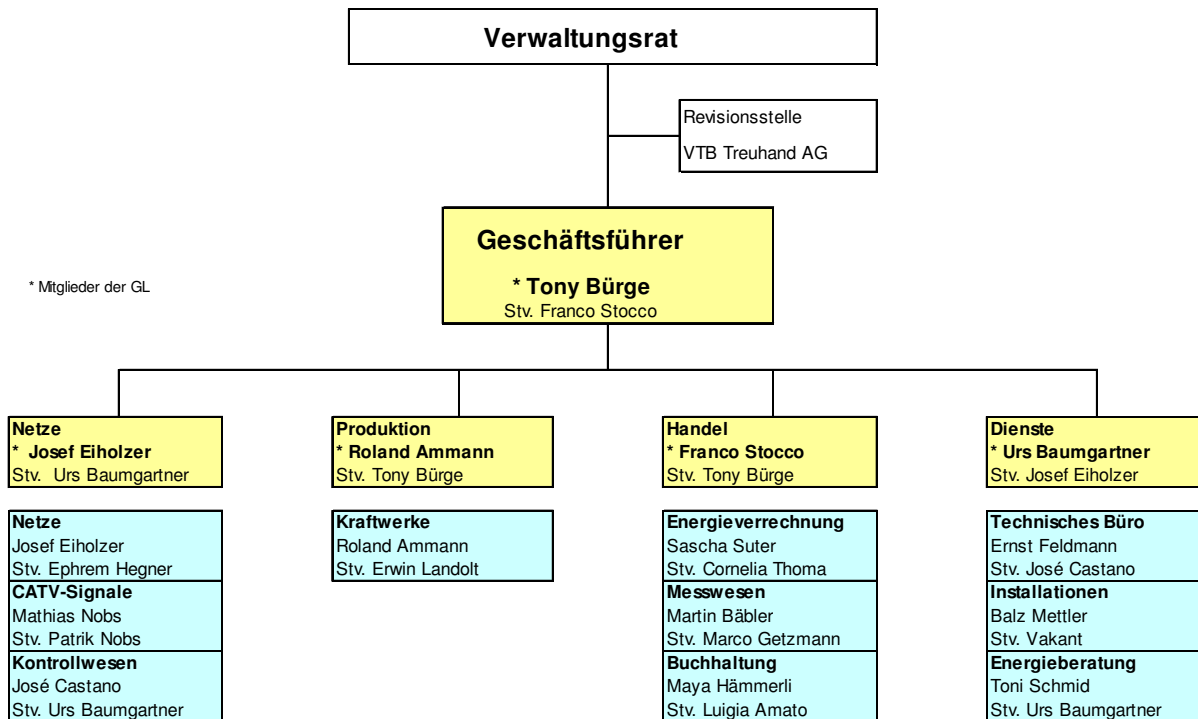 Verwaltungsrat
Revisionsstelle
VTB Treuhand AG
Geschäftsführer
* Tony Bürge
Stv. Franco Stocco
* Mitglieder der GL
Netze
* Josef Eiholzer
Stv. Urs Baumgartner
Produktion
* Roland Ammann
Stv. Tony Bürge
Handel
* Franco Stocco
Stv. Tony Bürge
Dienste
* Urs Baumgartner
Stv. Josef Eiholzer
Netze
Josef Eiholzer
Stv. Ephrem Hegner
CATV-Signale
Mathias Nobs
Stv. Patrik Nobs
Kontrollwesen
José Castano
Stv. Urs Baumgartner
Kraftwerke
Roland Ammann
Stv. Erwin Landolt
Energieverrechnung
Sascha Suter
Stv. Cornelia Thoma
Messwesen
Martin Bäbler
Stv. Marco Getzmann
Buchhaltung
Maya Hämmerli
Stv. Luigia Amato
Technisches Büro
Ernst Feldmann
Stv. José Castano
Installationen
Balz Mettler
Stv. Vakant
Energieberatung
Toni Schmid
Stv. Urs Baumgartner